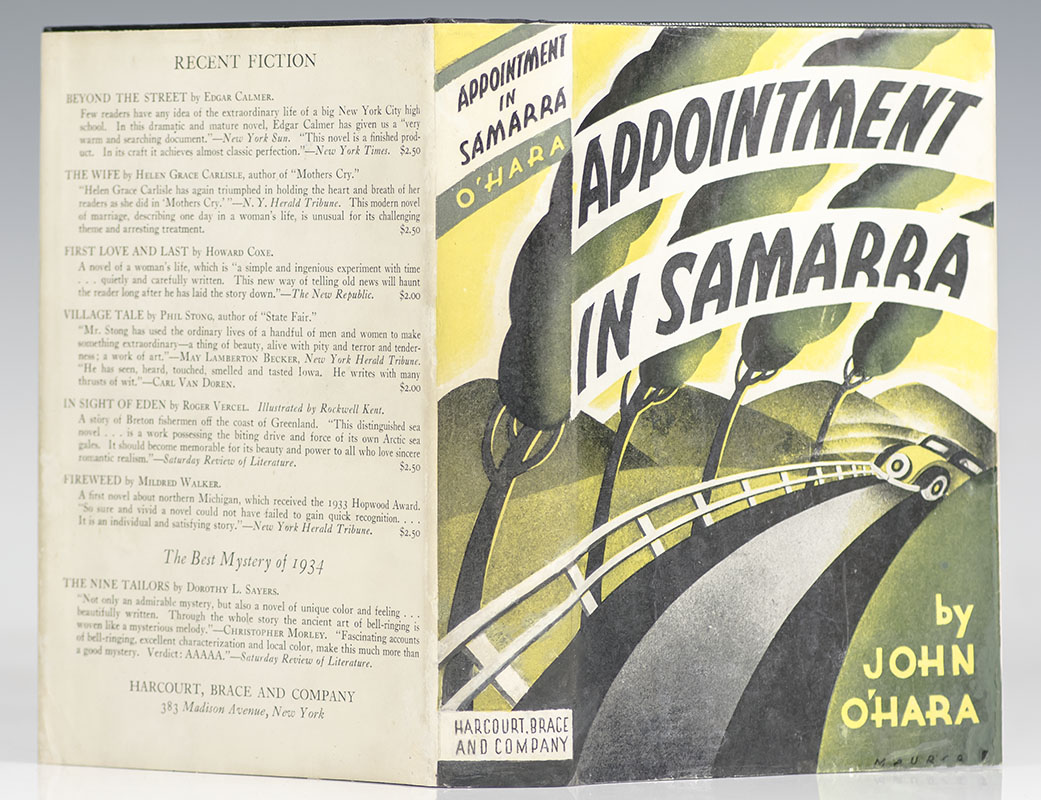 RECENT FICTION
BEYOND THE STREET by EDGAR CALMER.
Few readers have any idea of the extraordinary life of a big New York City high
school. In this dramatic and mature novel, Edgar Calmer has given us a "very
warm and searching document."—New York Sun. "This novel is a finished prod-
uct. In its craft it achieves almost classic perfection."—New York Times. $2.50
THE WIFE by HELEN GRACE CARLISLE, author of "Mothers Cry."
"Helen Grace Carlisle has again triumphed in holding the heart and breath of her
readers as she did in 'Mothers Cry.' "—N. Y. Herald Tribune. This modern novel
of marriage, describing one day in a woman's life, is unusual for its challenging
theme and arresting treatment. $2.50
FIRST LOVE AND LAST by HOWARD COXE.
A novel of a woman's life, which is "a simple and ingenious experiment with time
. . . quietly and carefully written. This new way of telling old news will haunt
the reader long after he has laid the story down."—The New Republic. $2.00
VILLAGE TALE by PHIL STONG, author of "State Fair."
"Mr. Stong has used the ordinary lives of a handful of men and women to make
something extraordinary—a thing of beauty, alive with pity and terror and tender-
ness; a work of art."—MAY LAMBERTON BECKER, New York Herald Tribune.
"He has seen, heard, touched, smelled and tasted Iowa. He writes with many
thrusts of wit."—CARL VAN DOREN. $2.00
IN SIGHT OF EDEN by ROGER VERCEL. Illustrated by Rockwell Kent.
A story of Breton fishermen off the coast of Greenland. "This distinguished sea
novel . . . is a work possessing the biting drive and force of its own Arctic sea
gales. It should become memorable for its beauty and power to all who love sincere
romantic realism."—Saturday Review of Literature. $2.50
FIREWEED by MILDRED WALKER.
A first novel about northern Michigan, which received the 1933 Hopwood Award.
"So sure and vivid a novel could not have failed to gain quick recognition. . . .
It is an individual and satisfying story."—New York Herald Tribune. $2.50
The Best Mystery of 1934
THE NINE TAILORS by DOROTHY L. SAYERS.
"Not only an admirable mystery, but also a novel of unique color and feeling . . .
beautifully written. Through the whole story the ancient art of bell-ringing is
woven like a mysterious melody."—CHRISTOPHER MORLEY. "Fascinating accounts
of bell-ringing, excellent characterization and local color, make this much more than
a good mystery. Verdict: AAAAA."—Saturday Review of Literature.
HARCOURT, BRACE AND COMPANY
383 Madison Avenue, New York
APPOINTMENT
IN
SAMARRA
O'HARA
HARCOURT, BRACE
AND COMPANY
APPOINTMENT
IN SAMARRA
by
JOHN
O'HARA